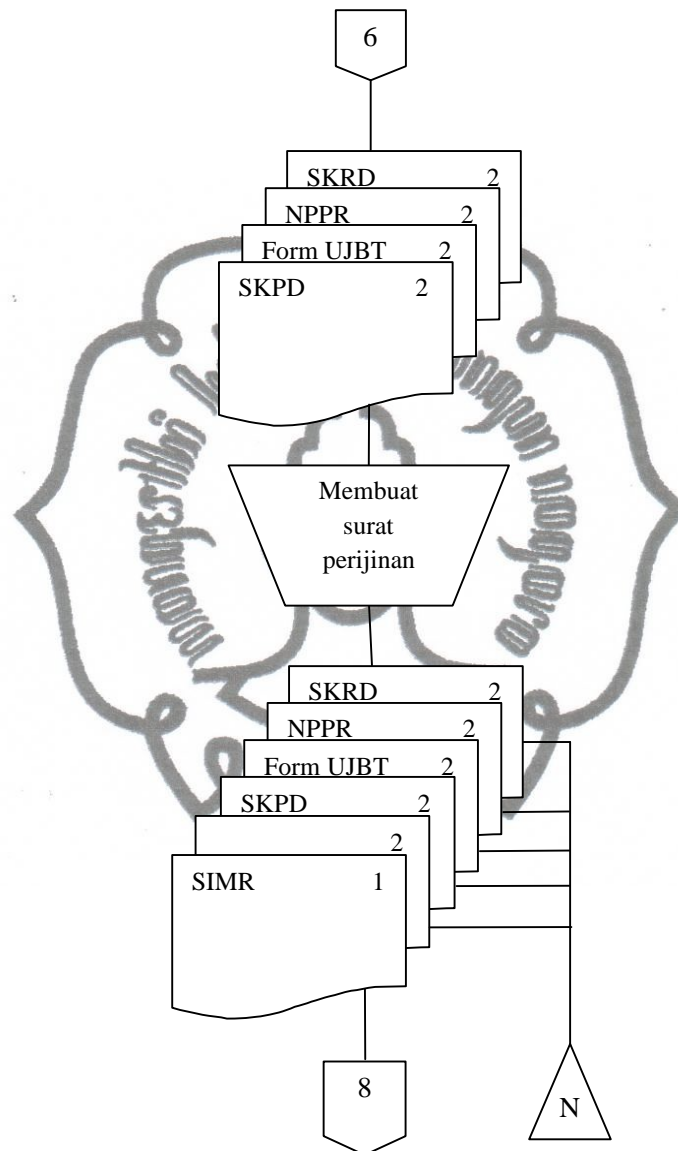 6
SKRD 2
NPPR 2
Form UJBT 2
SKPD 2
Membuat
surat
perijinan
SKRD 2
NPPR 2
Form UJBT 2
SKPD 2
2
SIMR 1
8
N